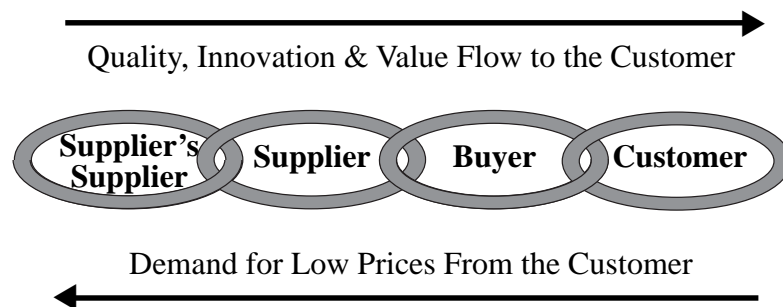 Quality, Innovation & Value Flow to the Customer
Supplier's
Supplier
Supplier
Buyer
Customer
Demand for Low Prices From the Customer